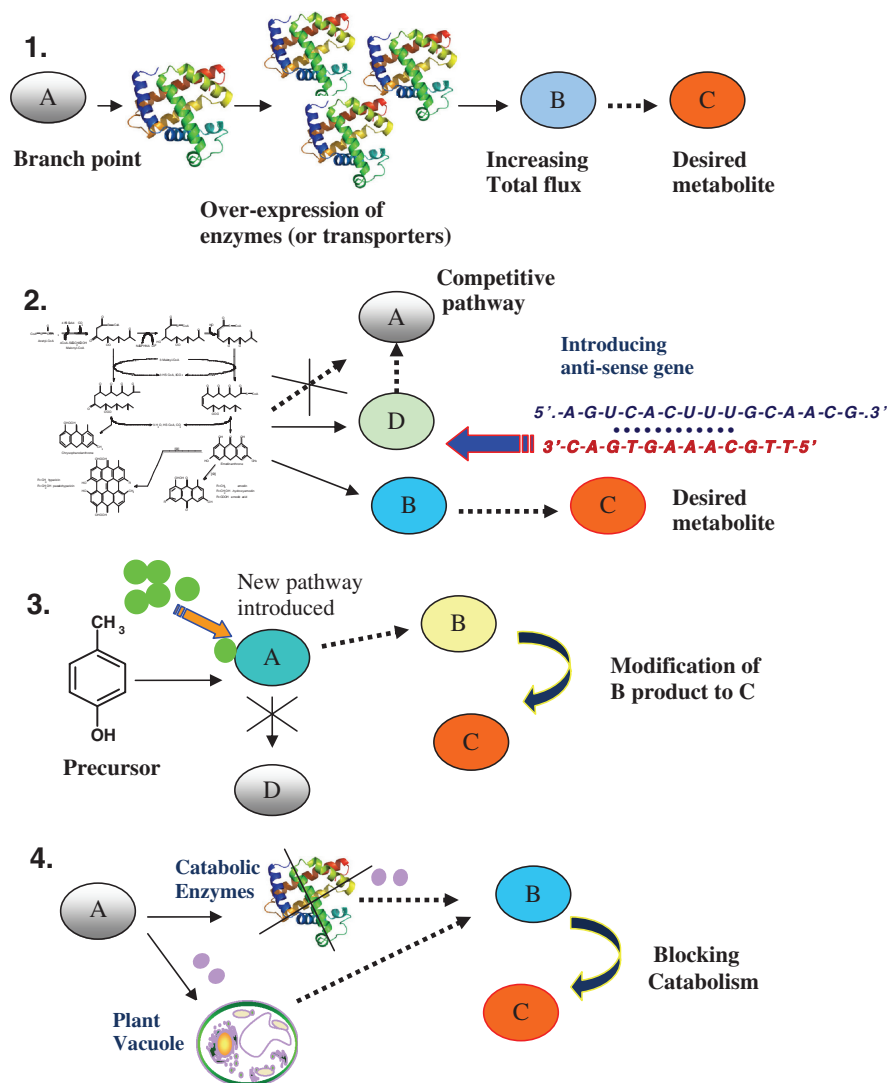 1.
A
Branch point
Over-expression of
enzymes (or transporters)
B
Increasing
Total flux
C
Desired
metabolite
2.
Competitive
pathway
A
D
B
C
Introducing
anti-sense gene
5'.-A-G-U-C-A-C-U-U-U-G-C-A-A-C-G-.3'
3'-C-A-G-T-G-A-A-A-C-G-T-T-5'
Desired
metabolite
3.
CH3
OH
Precursor
New pathway
introduced
A
D
B
C
Modification of
B product to C
4.
A
Catabolic
Enzymes
Plant
Vacuole
B
C
Blocking
Catabolism